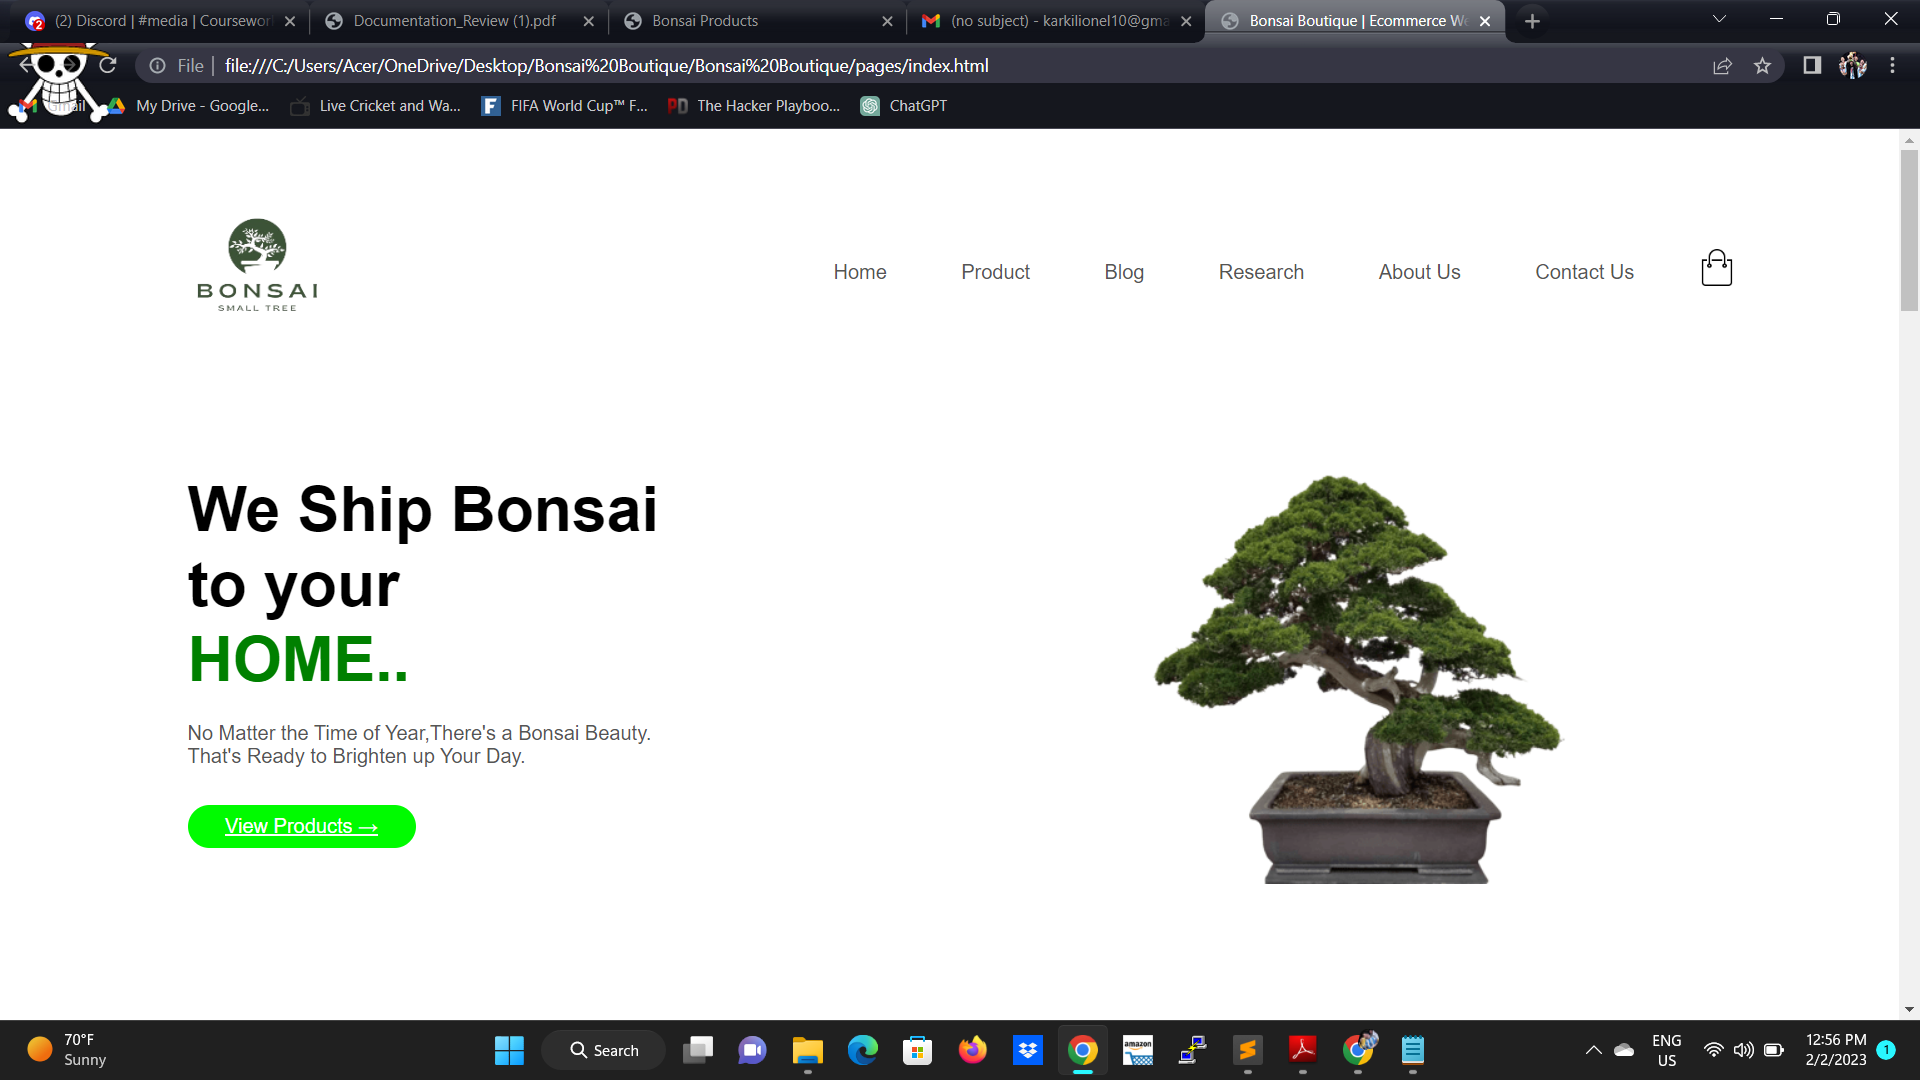 (2) Discord | #media | Coursewor
Documentation_Review (1).pdf
Bonsai Products
(no subject) - karkilionel10@gma
Bonsai Boutique | Ecommerce We
File
file:///C:/Users/Acer/OneDrive/Desktop/Bonsai%20Boutique/Bonsai%20Boutique/pages/index.html
Gmail
My Drive - Google...
Live Cricket and Wa...
F
FIFA World Cup™ F...
PD
The Hacker Playboo...
ChatGPT
BONSAI
SMALL TREE
Home
Product
Blog
Research
About Us
Contact Us
We Ship Bonsai
to your
HOME..
No Matter the Time of Year,There's a Bonsai Beauty.
That's Ready to Brighten up Your Day.
View Products →
70°F
Sunny
Search
amazon
ENG
US
12:56 PM
2/2/2023
1